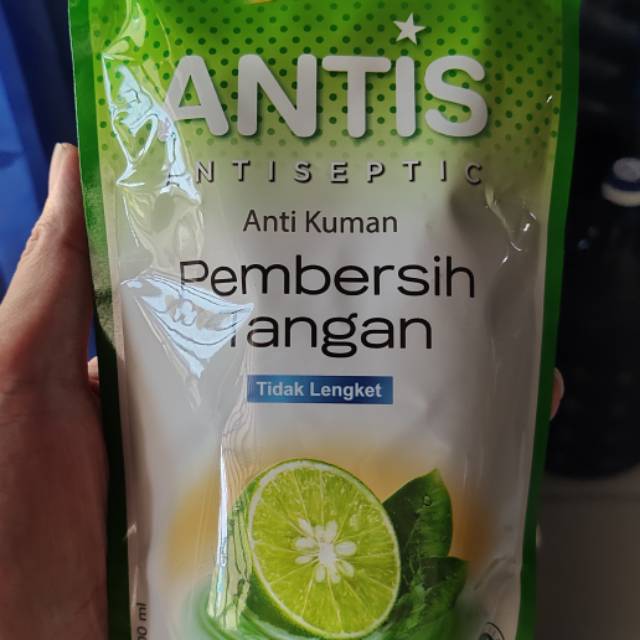 ANTIS
ANTISEPTIC
Anti Kuman
Pembersih
Tangan
Tidak Lengket